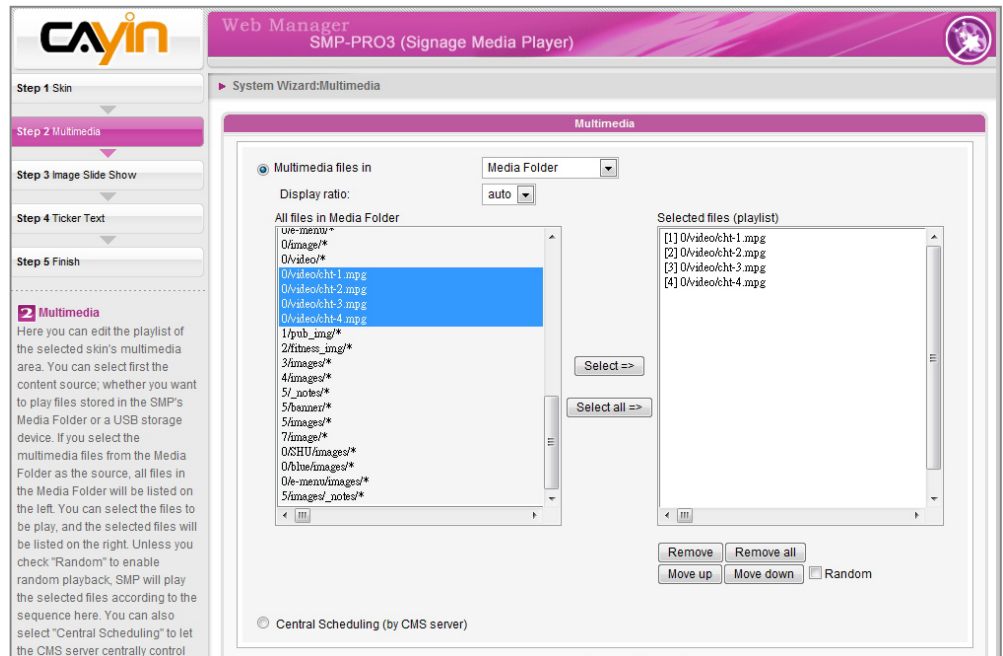 CAYIN
Web Manager
SMP-PRO3 (Signage Media Player)
Step 1 Skin
Step 2 Multimedia
Step 3 Image Slide Show
Step 4 Ticker Text
Step 5 Finish
2 Multimedia
Here you can edit the playlist of
the selected skin's multimedia
area. You can select first the
content source; whether you want
to play files stored in the SMP's
Media Folder or a USB storage
device. If you select the
multimedia files from the Media
Folder as the source, all files in
the Media Folder will be listed on
the left. You can select the files to
be play, and the selected files will
be listed on the right. Unless you
check "Random" to enable
random playback, SMP will play
the selected files according to the
sequence here. You can also
select "Central Scheduling" to let
the CMS server centrally control
System Wizard:Multimedia
Multimedia
Multimedia files in
Media Folder
Display ratio:
auto
All files in Media Folder
0/e-menu/*
0/image/*
0/video/*
0/video/cht-1.mpg
0/video/cht-2.mpg
0/video/cht-3.mpg
0/video/cht-4.mpg
1/pub_img/*
2/fitness_img/*
3/images/*
4/images/*
5/_notes/*
5/banner/*
5/images/*
7/image/*
0/SHU/images/*
0/blue/images/*
0/e-menu/images/*
5/images/_notes/*
Select =>
Select all =>
Selected files (playlist)
[1] 0/video/cht-1.mpg
[2] 0/video/cht-2.mpg
[3] 0/video/cht-3.mpg
[4] 0/video/cht-4.mpg
Remove
Remove all
Move up
Move down
Random
Central Scheduling (by CMS server)